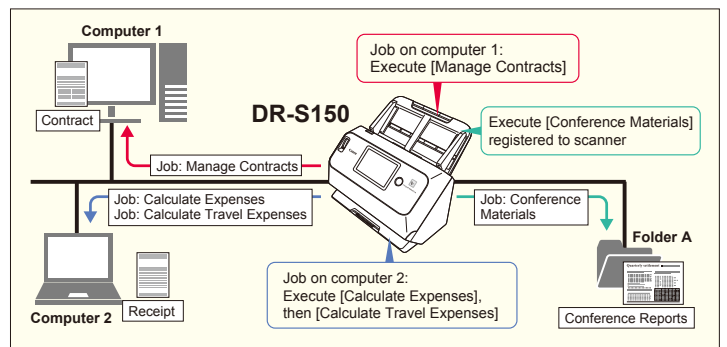 Computer 1
Contract
Job on computer 1:
Execute [Manage Contracts]
DR-S150
Execute [Conference Materials]
registered to scanner
Job: Manage Contracts
Job: Calculate Expenses
Job: Calculate Travel Expenses
Job: Conference
Materials
Computer 2
Receipt
Job on computer 2:
Execute [Calculate Expenses],
then [Calculate Travel Expenses]
Folder A
Quarterly settlement
Conference Reports